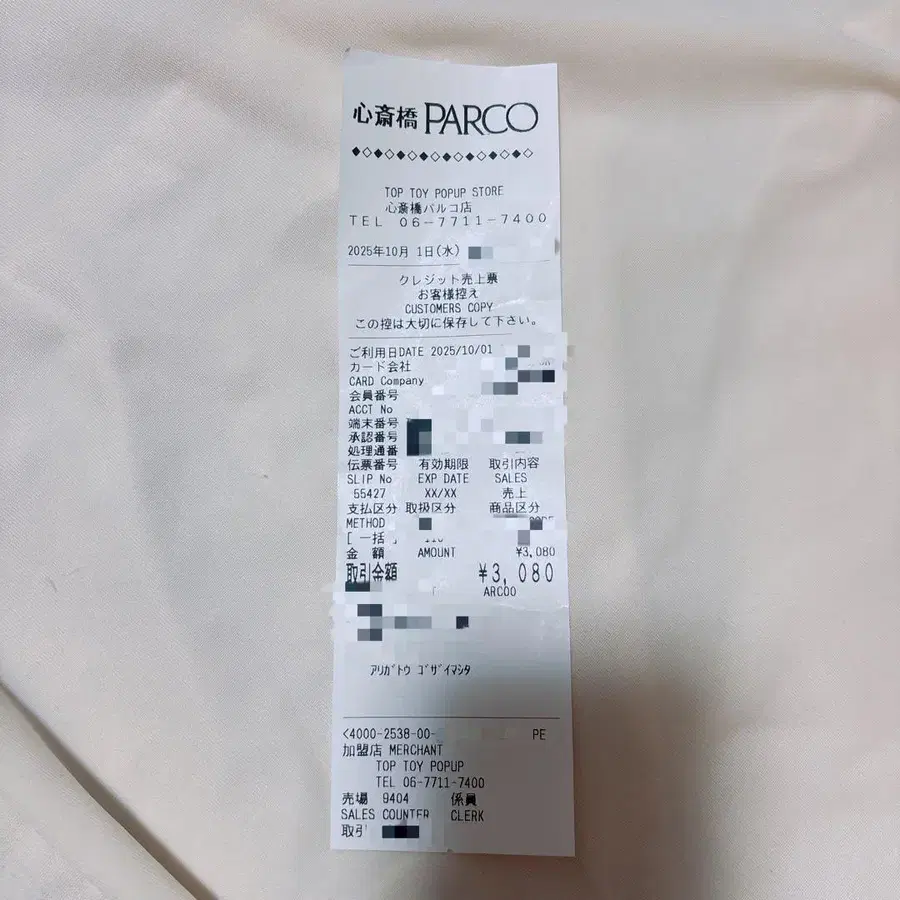 心斎橋 PARCO
◆◇◆◇◆◇◆◇◆◇◆◇◆◇◆◇
TOP TOY POPUP STORE
心斎橋パルコ店
TEL 06-7711-7400
2025年10月 1日(水)
クレジット売上票
お客様控え
CUSTOMERS COPY
この控は大切に保存して下さい。
ご利用日DATE 2025/10/01
カード会社
CARD Company
会員番号
ACCT No
端末番号
承認番号
処理通番
伝票番号 有効期限 取引内容
SLIP No EXP DATE SALES
55427 XX/XX 売上
支払区分 取扱区分 商品区分
METHOD
[ 一括 ]
金 額 AMOUNT ¥3,080
取引金額 ¥3,080
ARC00
アリガトウ ゴザイマシタ
<4000-2538-00- PE
加盟店 MERCHANT
TOP TOY POPUP
TEL 06-7711-7400
売場 9404 係員
SALES COUNTER CLERK
取引